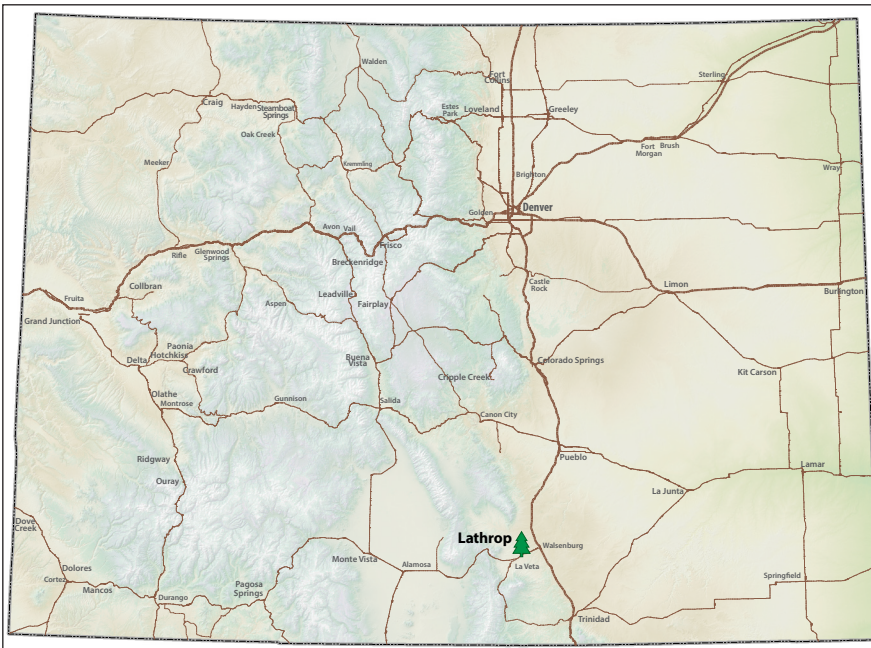 Walden
Fort
Collins
Sterling
Craig
Hayden
Steamboat
Springs
Estes
Park
Loveland
Greeley
Oak Creek
Fort
Morgan
Brush
Meeker
Kremmling
Wray
Brighton
Golden
Denver
Avon
Vail
Rifle
Glenwood
Springs
Frisco
Breckenridge
Castle
Rock
Limon
Burlington
Collbran
Fruita
Leadville
Aspen
Fairplay
Grand Junction
Paonia
Hotchkiss
Delta
Crawford
Buena
Vista
Colorado Springs
Cripple Creek
Kit Carson
Olathe
Montrose
Gunnison
Salida
Canon City
Ridgway
Pueblo
Lamar
Ouray
La Junta
Dove
Creek
Lathrop
Walsenburg
Dolores
Monte Vista
Alamosa
La Veta
Cortez
Mancos
Pagosa
Springs
Springfield
Durango
Trinidad